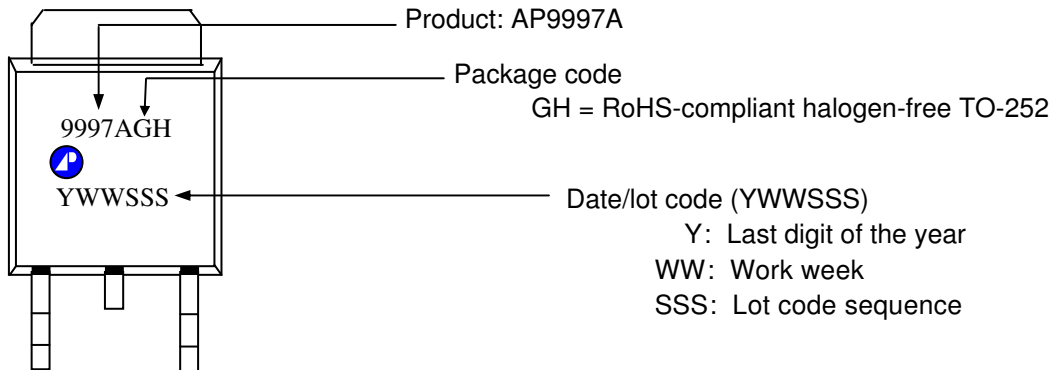 Product: AP9997A
Package code
GH = RoHS-compliant halogen-free TO-252
9997AGH
AP
YWWSSS
Date/lot code (YWWSSS)
Y: Last digit of the year
WW: Work week
SSS: Lot code sequence